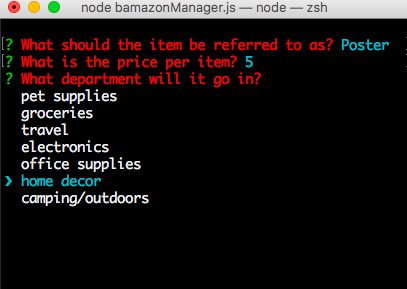 node bamazonManager.js — node — zsh
? What should the item be referred to as? Poster
? What is the price per item? 5
? What department will it go in?
pet supplies
groceries
travel
electronics
office supplies
❯ home decor
camping/outdoors